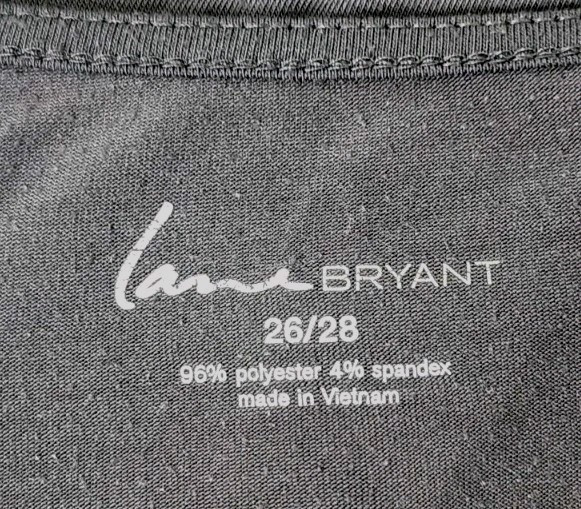 Lane BRYANT
26/28
96% polyester 4% spandex
made in Vietnam